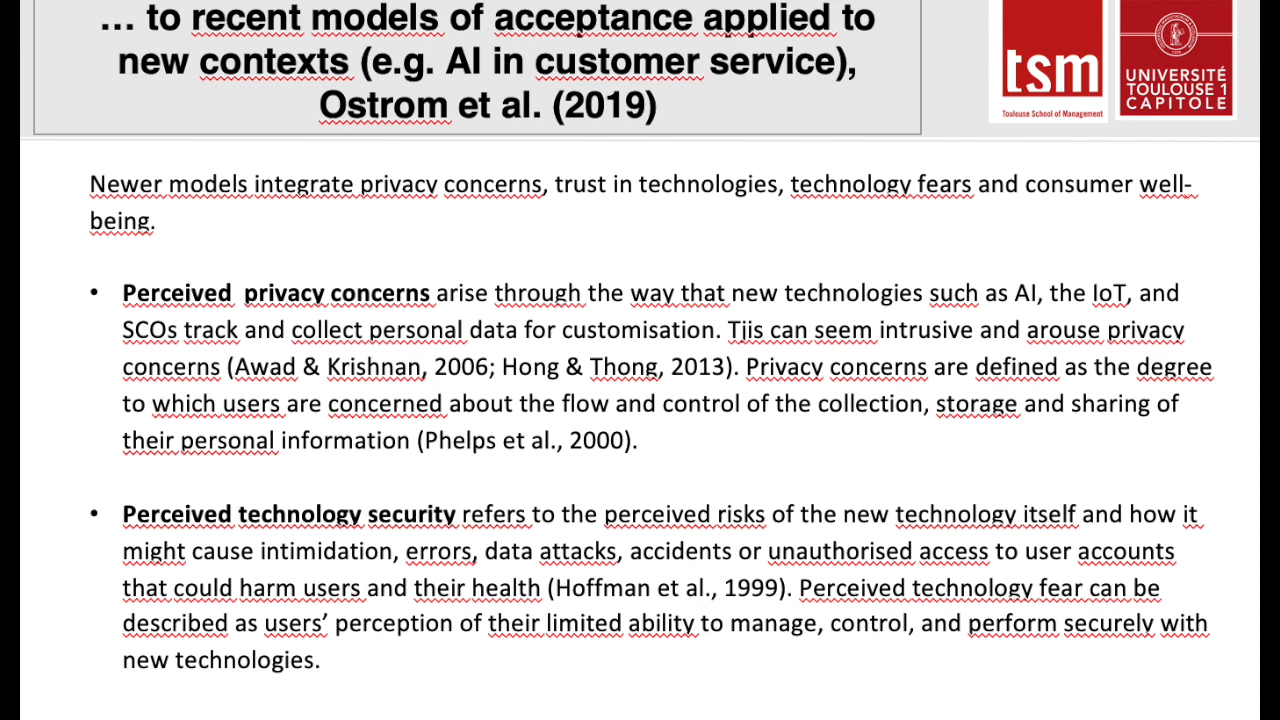 ... to recent models of acceptance applied to
new contexts (e.g. AI in customer service),
Ostrom et al. (2019)
tsm
Toulouse School of Management
UNIVERSITÉ
TOULOUSE 1
CAPITOLE
Newer models integrate privacy concerns, trust in technologies, technology fears and consumer well-
being.
• Perceived privacy concerns arise through the way that new technologies such as AI, the IoT, and
SCOs track and collect personal data for customisation. Tjis can seem intrusive and arouse privacy
concerns (Awad & Krishnan, 2006; Hong & Thong, 2013). Privacy concerns are defined as the degree
to which users are concerned about the flow and control of the collection, storage and sharing of
their personal information (Phelps et al., 2000).
• Perceived technology security refers to the perceived risks of the new technology itself and how it
might cause intimidation, errors, data attacks, accidents or unauthorised access to user accounts
that could harm users and their health (Hoffman et al., 1999). Perceived technology fear can be
described as users’ perception of their limited ability to manage, control, and perform securely with
new technologies.